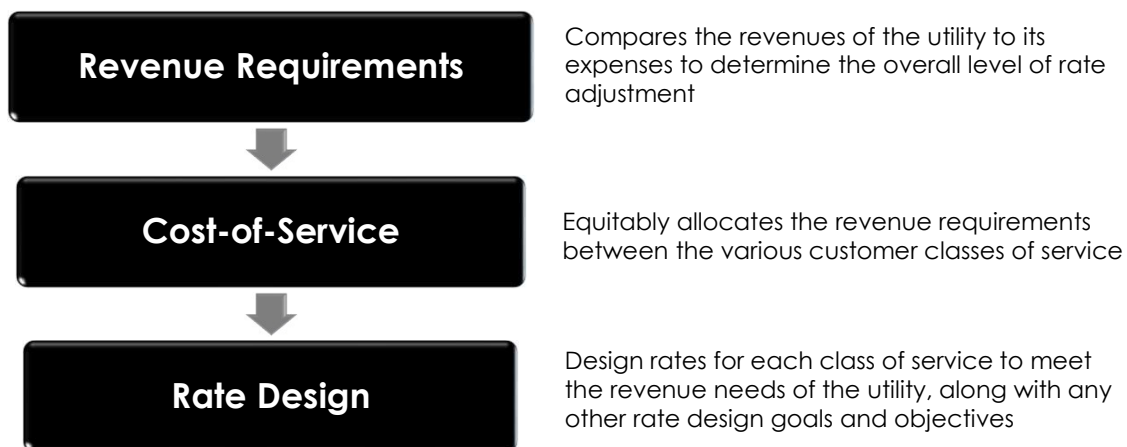 Revenue Requirements
Compares the revenues of the utility to its
expenses to determine the overall level of rate
adjustment
Cost-of-Service
Equitably allocates the revenue requirements
between the various customer classes of service
Rate Design
Design rates for each class of service to meet
the revenue needs of the utility, along with any
other rate design goals and objectives